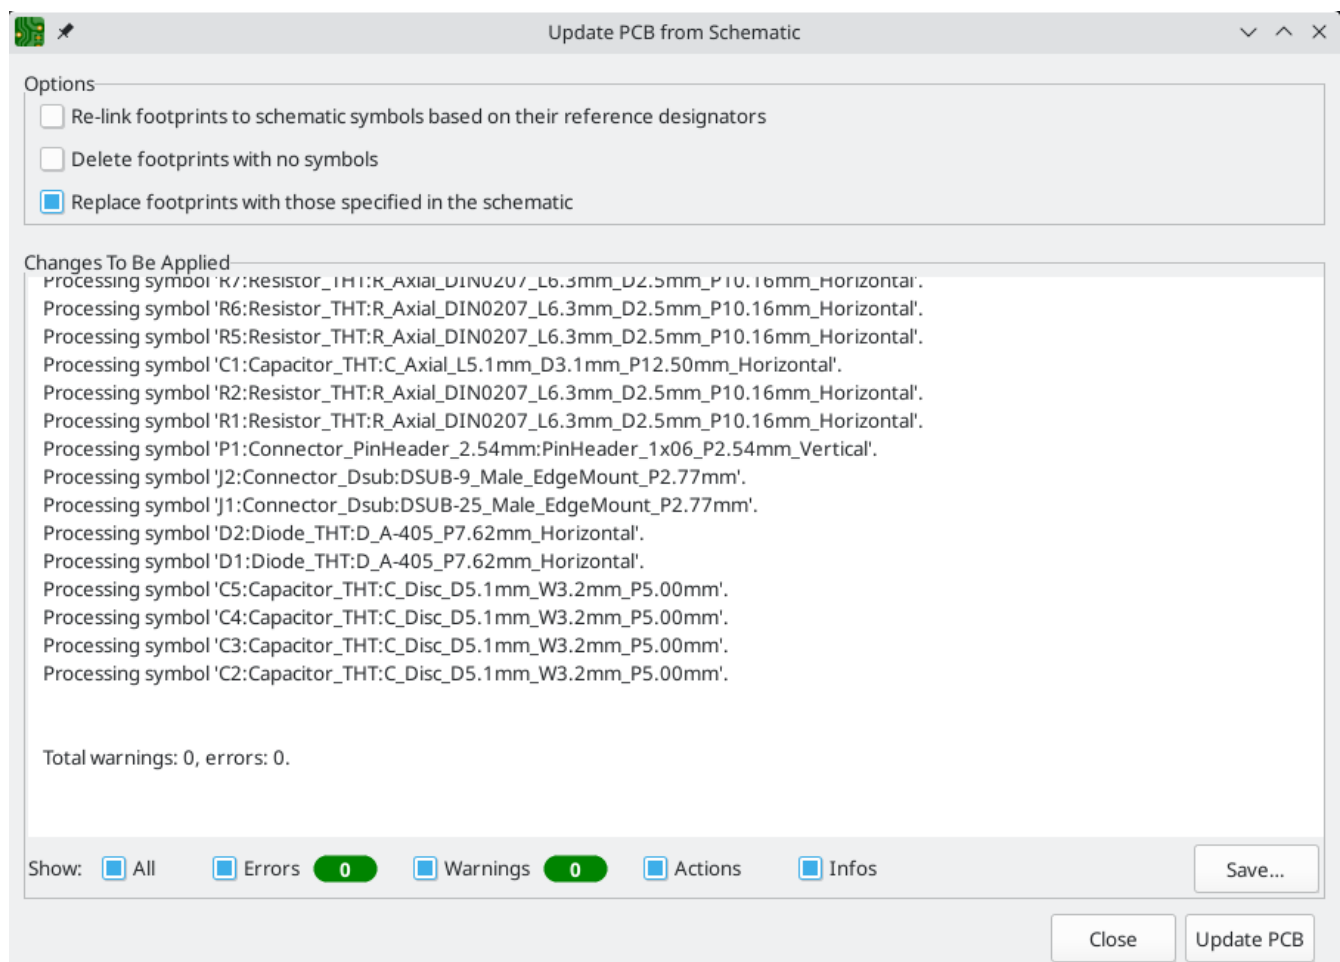 Update PCB from Schematic
Options
Re-link footprints to schematic symbols based on their reference designators
Delete footprints with no symbols
Replace footprints with those specified in the schematic
Changes To Be Applied
Processing symbol 'R7:Resistor_THT:R_Axial_DIN0207_L6.3mm_D2.5mm_P10.16mm_Horizontal'.
Processing symbol 'R6:Resistor_THT:R_Axial_DIN0207_L6.3mm_D2.5mm_P10.16mm_Horizontal'.
Processing symbol 'R5:Resistor_THT:R_Axial_DIN0207_L6.3mm_D2.5mm_P10.16mm_Horizontal'.
Processing symbol 'C1:Capacitor_THT:C_Axial_L5.1mm_D3.1mm_P12.50mm_Horizontal'.
Processing symbol 'R2:Resistor_THT:R_Axial_DIN0207_L6.3mm_D2.5mm_P10.16mm_Horizontal'.
Processing symbol 'R1:Resistor_THT:R_Axial_DIN0207_L6.3mm_D2.5mm_P10.16mm_Horizontal'.
Processing symbol 'P1:Connector_PinHeader_2.54mm:PinHeader_1x06_P2.54mm_Vertical'.
Processing symbol 'J2:Connector_Dsub:DSUB-9_Male_EdgeMount_P2.77mm'.
Processing symbol 'J1:Connector_Dsub:DSUB-25_Male_EdgeMount_P2.77mm'.
Processing symbol 'D2:Diode_THT:D_A-405_P7.62mm_Horizontal'.
Processing symbol 'D1:Diode_THT:D_A-405_P7.62mm_Horizontal'.
Processing symbol 'C5:Capacitor_THT:C_Disc_D5.1mm_W3.2mm_P5.00mm'.
Processing symbol 'C4:Capacitor_THT:C_Disc_D5.1mm_W3.2mm_P5.00mm'.
Processing symbol 'C3:Capacitor_THT:C_Disc_D5.1mm_W3.2mm_P5.00mm'.
Processing symbol 'C2:Capacitor_THT:C_Disc_D5.1mm_W3.2mm_P5.00mm'.
Total warnings: 0, errors: 0.
Show: All Errors 0 Warnings 0 Actions Infos Save...
Close Update PCB